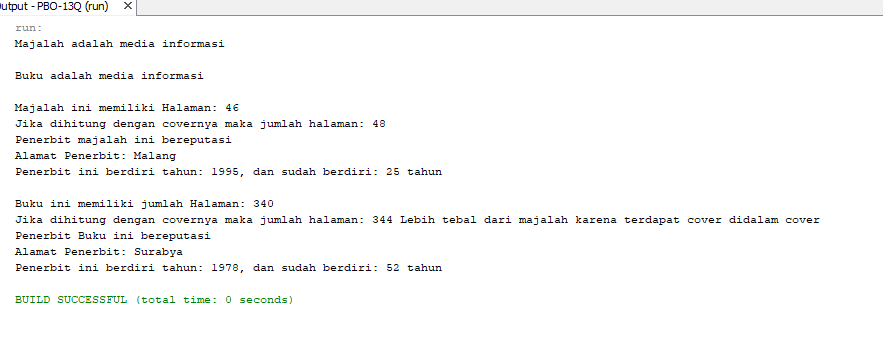 utput - PBO-13Q (run) ×
run:
Majalah adalah media informasi
Buku adalah media informasi
Majalah ini memiliki Halaman: 46
Jika dihitung dengan covernya maka jumlah halaman: 48
Penerbit majalah ini bereputasi
Alamat Penerbit: Malang
Penerbit ini berdiri tahun: 1995, dan sudah berdiri: 25 tahun
Buku ini memiliki jumlah Halaman: 340
Jika dihitung dengan covernya maka jumlah halaman: 344 Lebih tebal dari majalah karena terdapat cover didalam cover
Penerbit Buku ini bereputasi
Alamat Penerbit: Surabya
Penerbit ini berdiri tahun: 1978, dan sudah berdiri: 52 tahun
BUILD SUCCESSFUL (total time: 0 seconds)